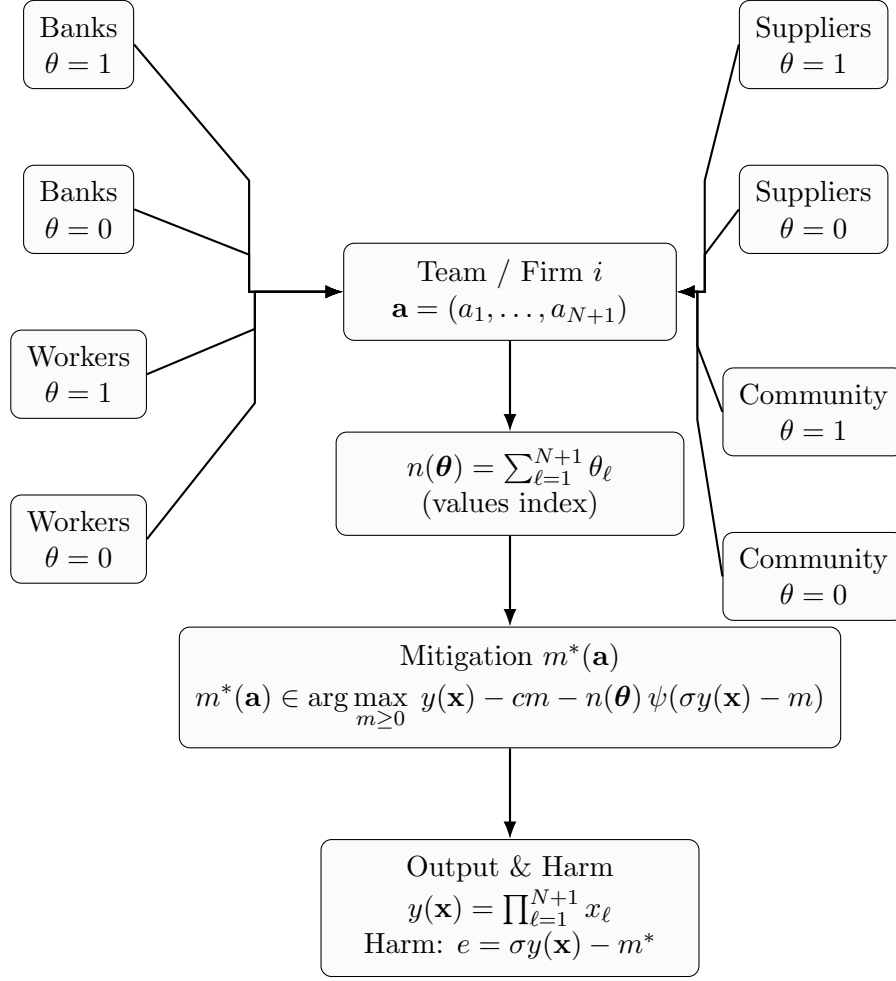 Banks
θ = 1
Suppliers
θ = 1
Banks
θ = 0
Suppliers
θ = 0
Team / Firm i
𝐚 = (a₁, …, a_{N+1})
Workers
θ = 1
Community
θ = 1
n(𝜽) = ∑_{ℓ=1}^{N+1} θ_ℓ
(values index)
Workers
θ = 0
Community
θ = 0
Mitigation m*(𝐚)
m*(𝐚) ∈ arg max_{m≥0} y(𝐱) − cm − n(𝜽) ψ(σy(𝐱) − m)
Output & Harm
y(𝐱) = ∏_{ℓ=1}^{N+1} x_ℓ
Harm: e = σy(𝐱) − m*